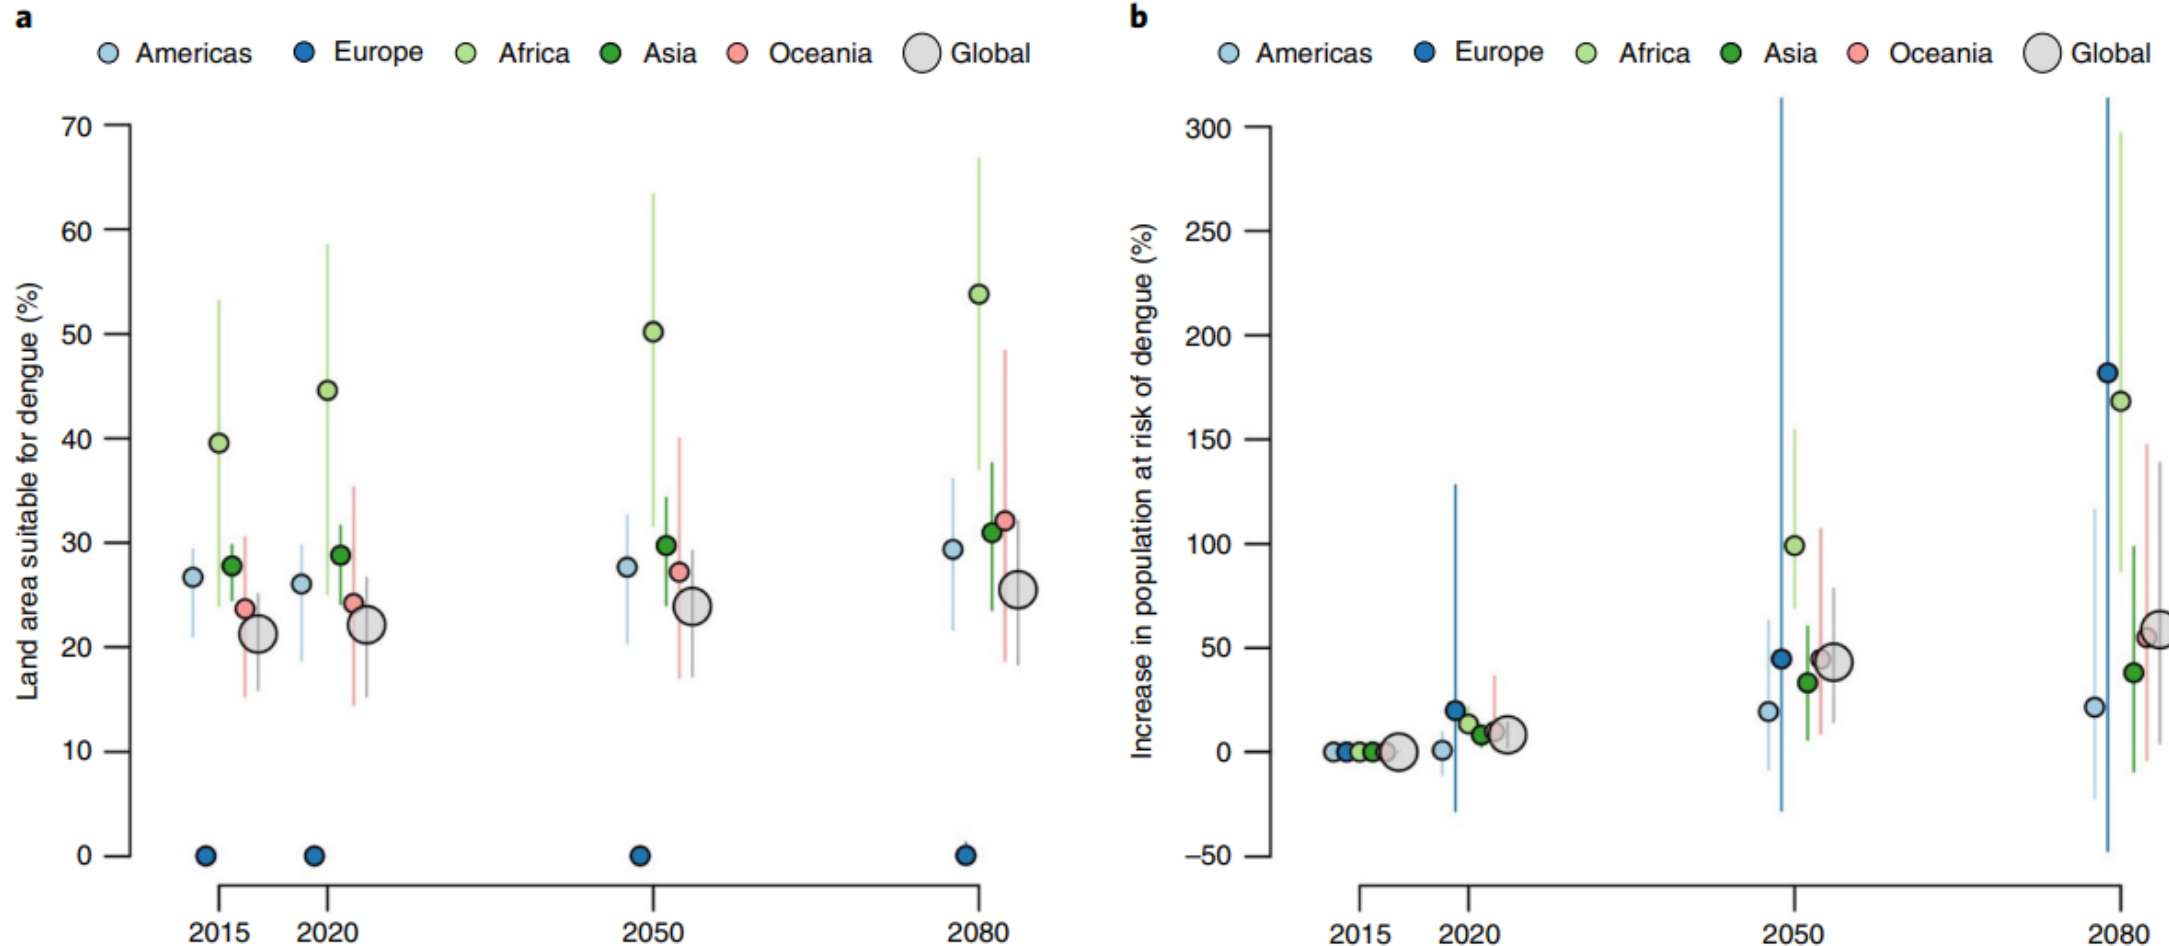 a
Americas Europe Africa Asia Oceania Global
Land area suitable for dengue (%)
70
60
50
40
30
20
10
0
2015 2020 2050 2080
b
Americas Europe Africa Asia Oceania Global
Increase in population at risk of dengue (%)
300
250
200
150
100
50
0
–50
2015 2020 2050 2080